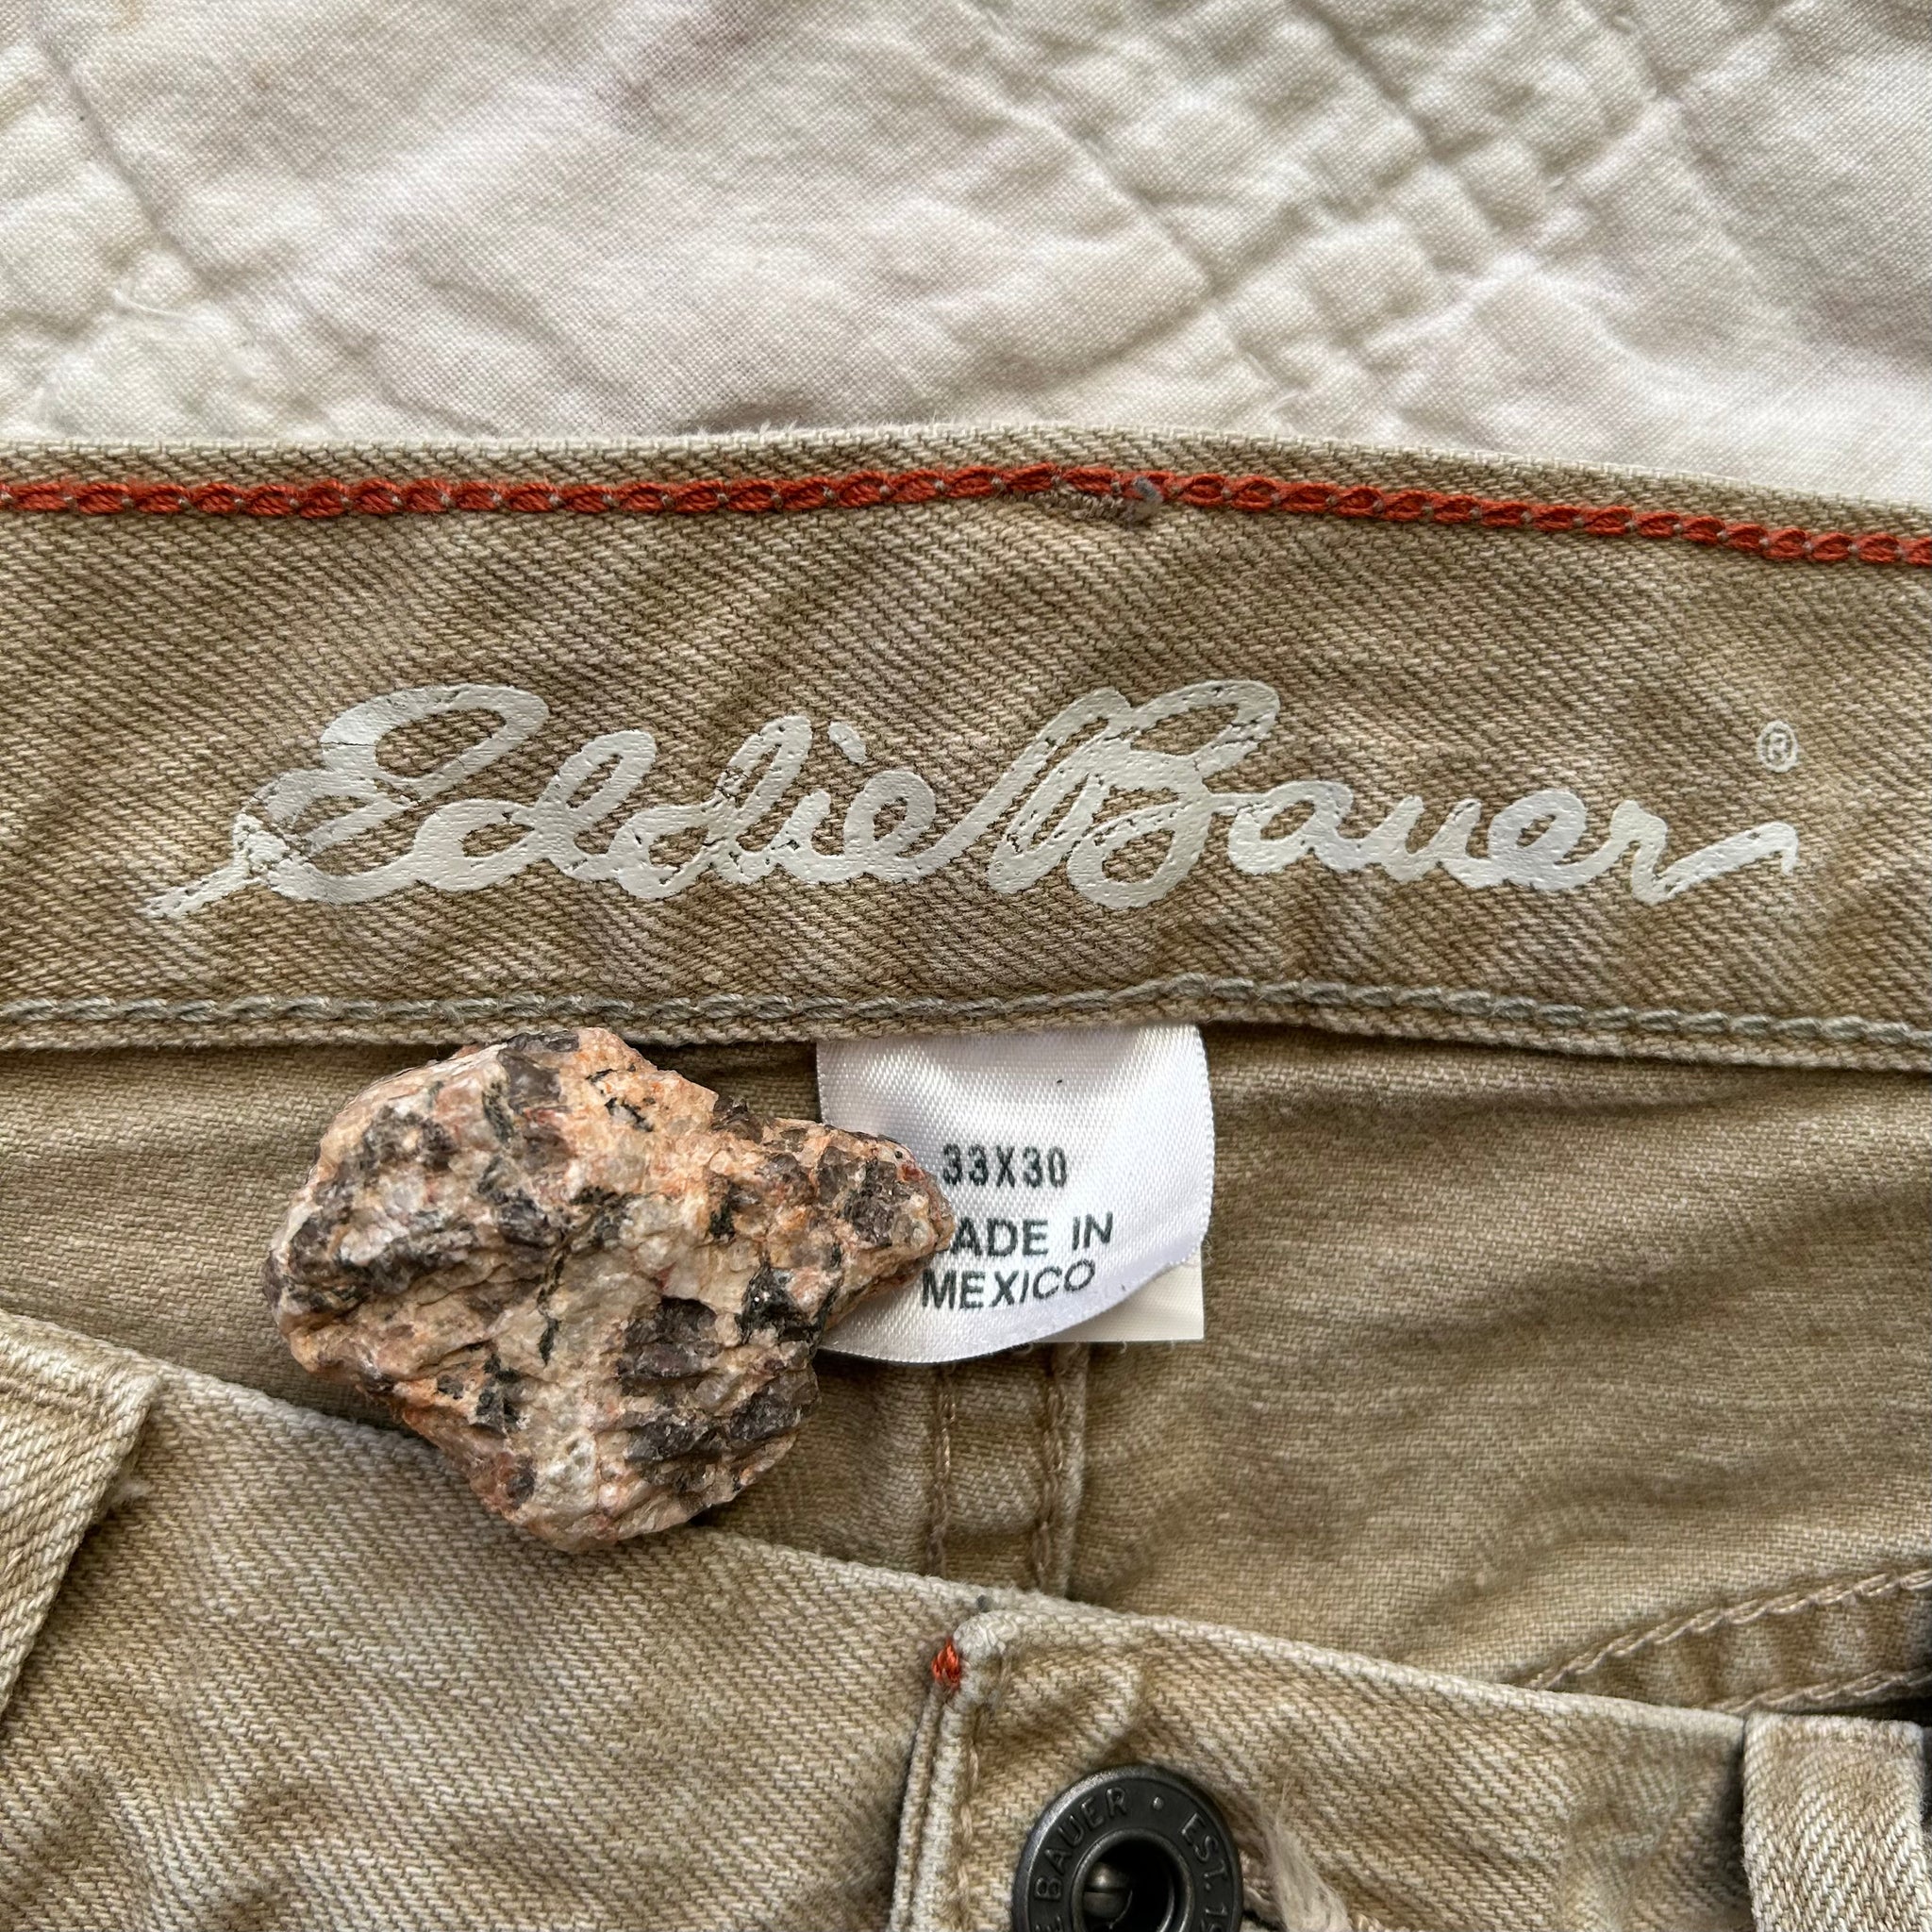 Eddie Bauer®
33X30
ADE IN
MEXICO
BAUER · EST.